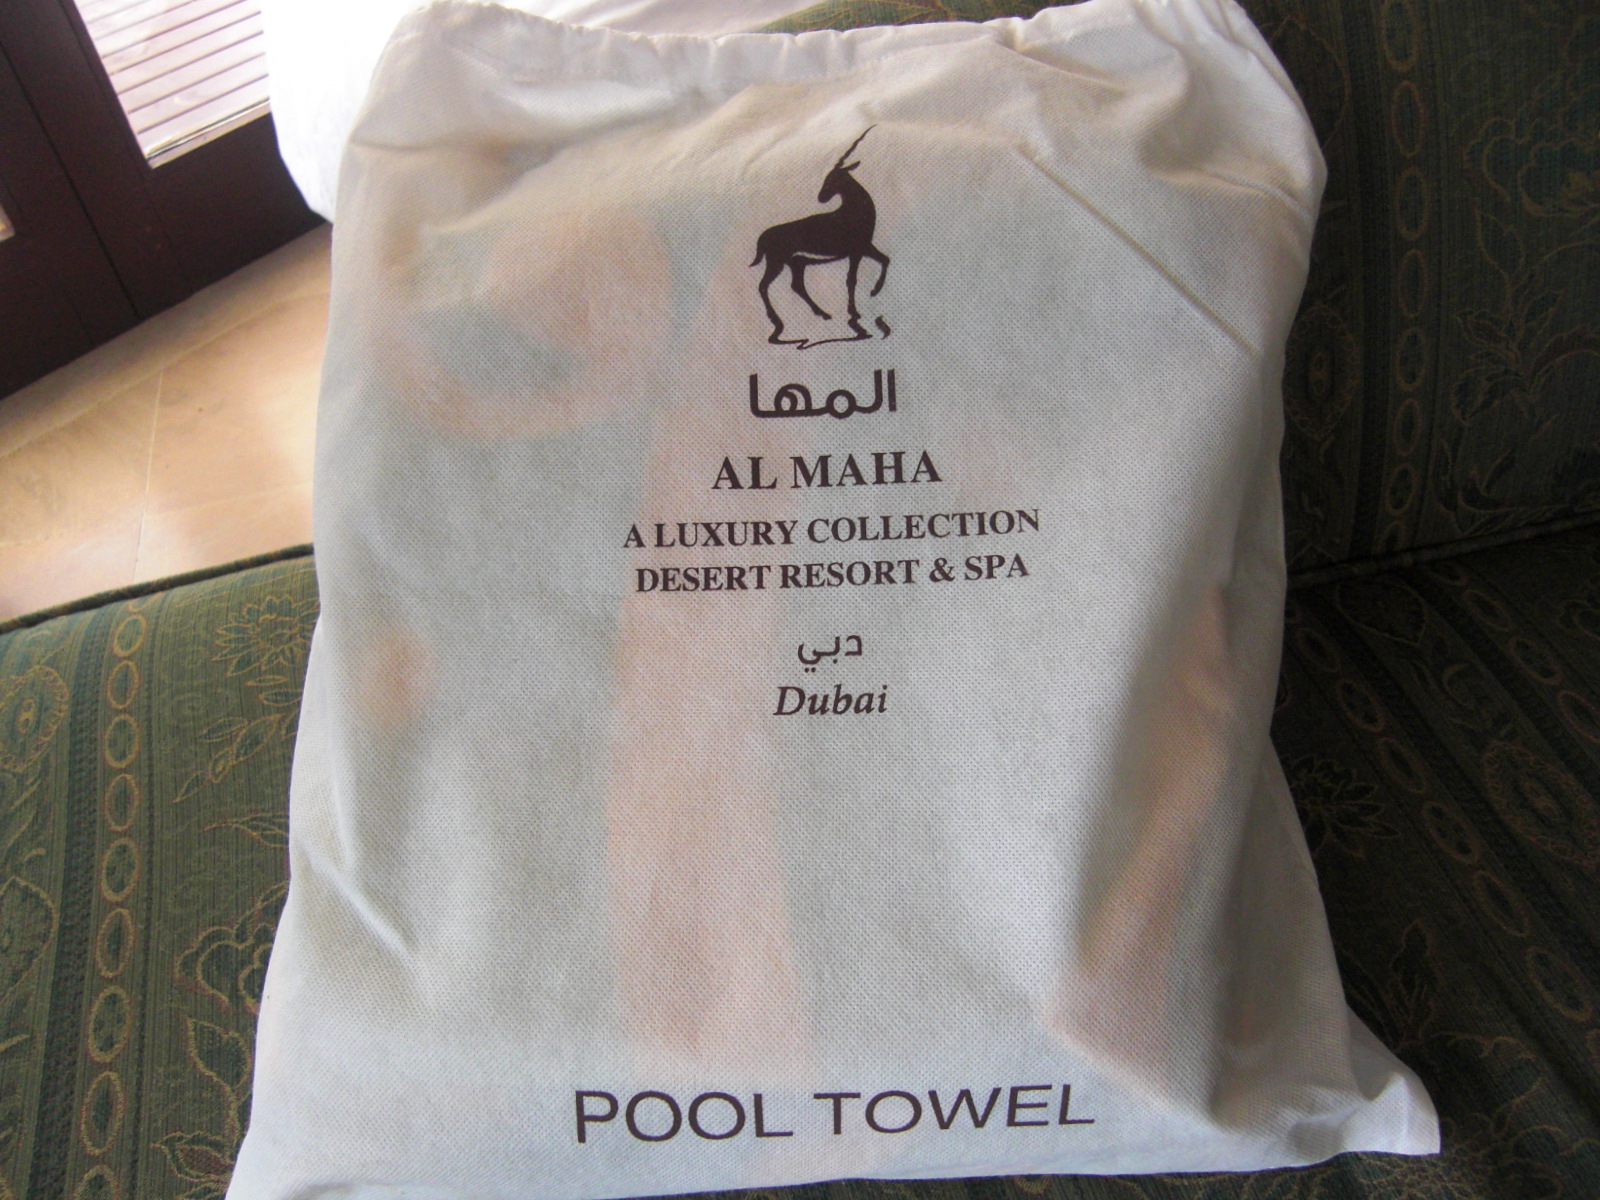 المها
AL MAHA
A LUXURY COLLECTION
DESERT RESORT & SPA
دبي
Dubai
POOL TOWEL